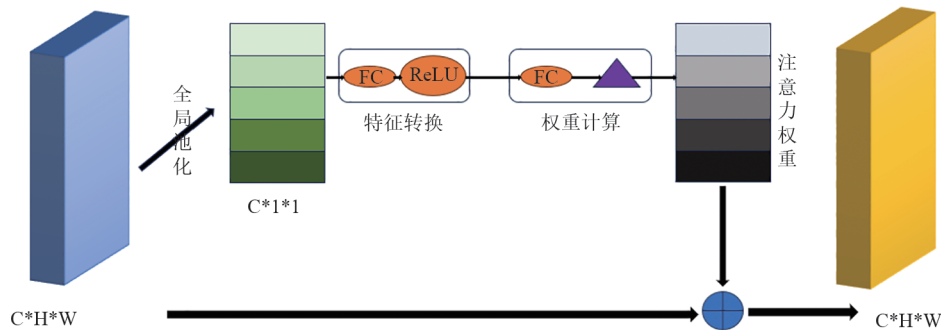 全局池化
C*1*1
FC
ReLU
特征转换
FC
权重计算
注意力权重
C*H*W
C*H*W